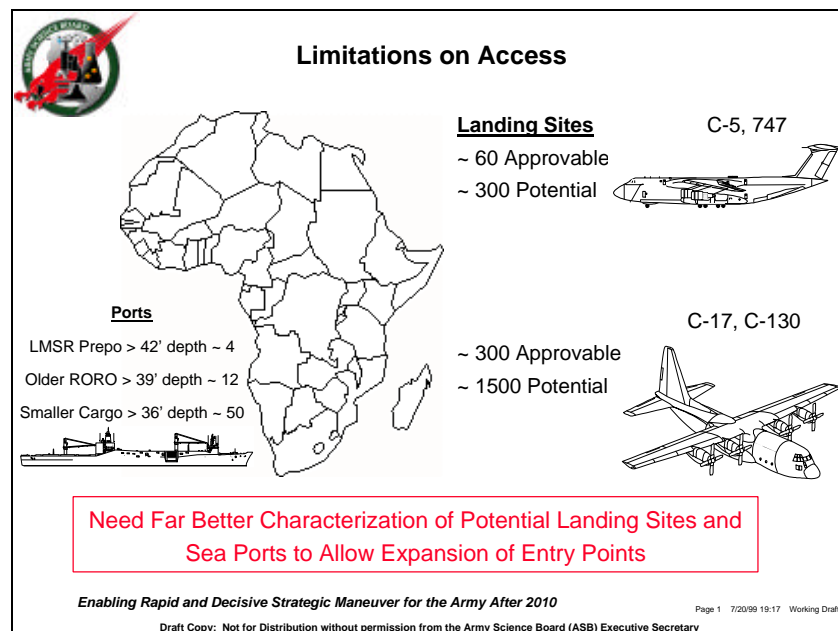 ARMY SCIENCE BOARD
Limitations on Access
Landing Sites
~ 60 Approvable
~ 300 Potential
C-5, 747
Ports
LMSR Prepo > 42' depth ~ 4
Older RORO > 39' depth ~ 12
Smaller Cargo > 36' depth ~ 50
C-17, C-130
~ 300 Approvable
~ 1500 Potential
Need Far Better Characterization of Potential Landing Sites and
Sea Ports to Allow Expansion of Entry Points
Enabling Rapid and Decisive Strategic Maneuver for the Army After 2010
Page 1 7/20/99 19:17 Working Draft
Draft Copy: Not for Distribution without permission from the Army Science Board (ASB) Executive Secretary